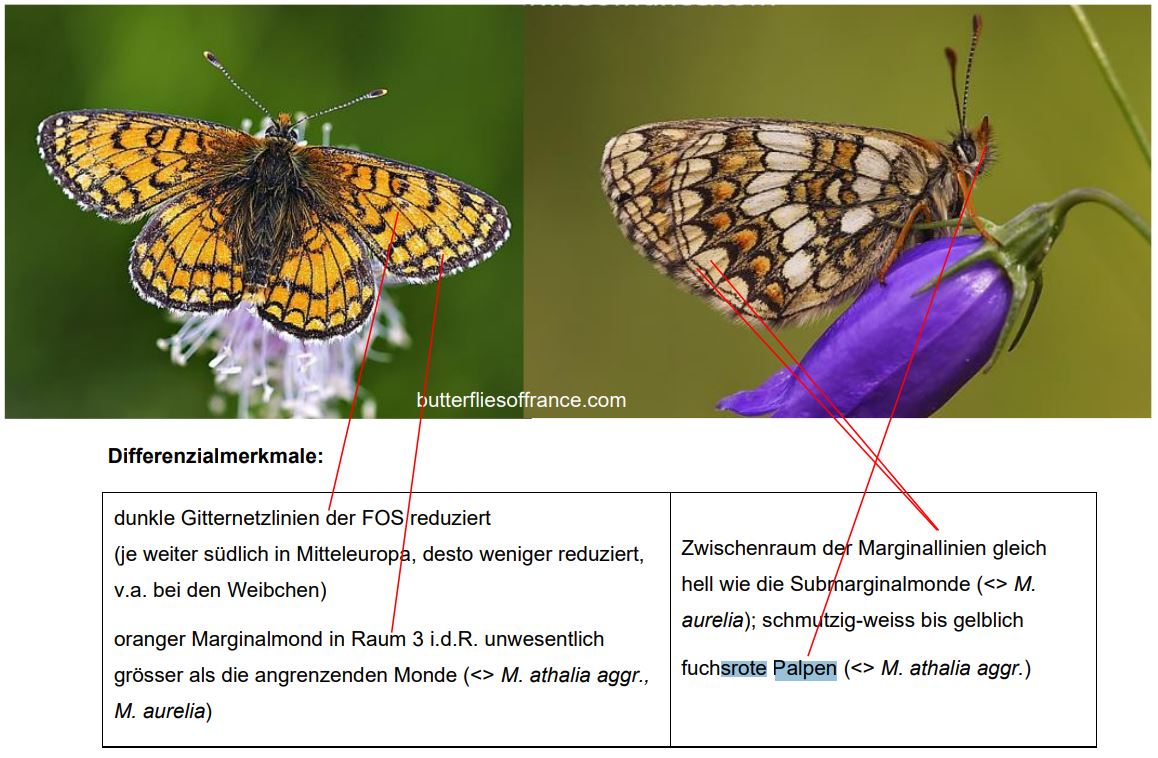 butterfliesoffrance.com
Differenzialmerkmale:
dunkle Gitternetzlinien der FOS reduziert
(je weiter südlich in Mitteleuropa, desto weniger reduziert,
v.a. bei den Weibchen)
oranger Marginalmond in Raum 3 i.d.R. unwesentlich
grösser als die angrenzenden Monde (<> M. athalia aggr.,
M. aurelia)
Zwischenraum der Marginallinien gleich
hell wie die Submarginalmonde (<> M.
aurelia); schmutzig-weiss bis gelblich
fuchsrote Palpen (<> M. athalia aggr.)